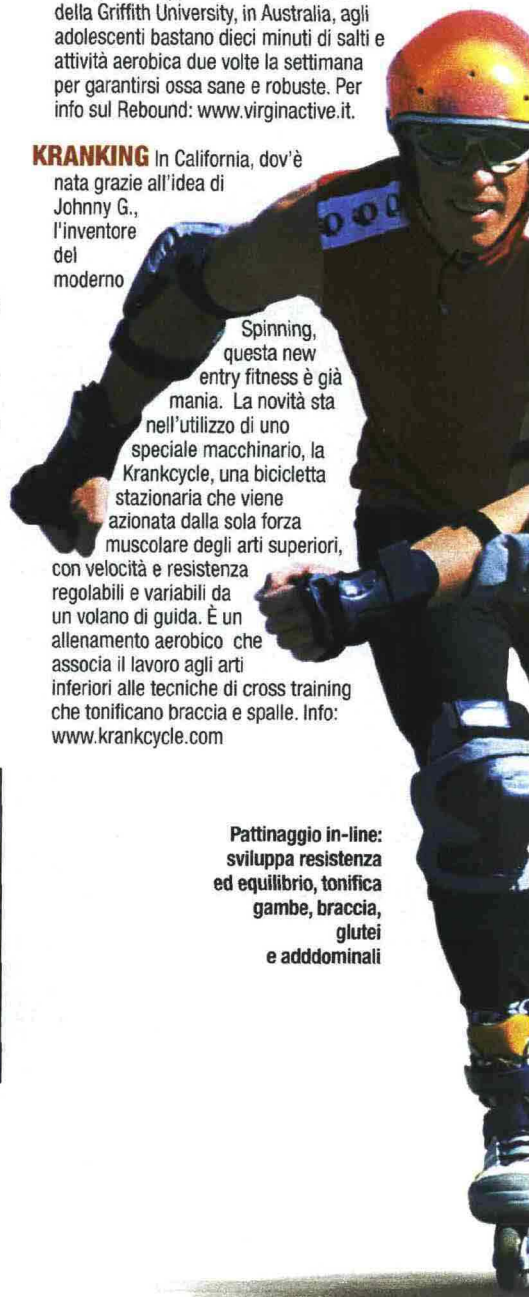 della Griffith University, in Australia, agli
adolescenti bastano dieci minuti di salti e
attività aerobica due volte la settimana
per garantirsi ossa sane e robuste. Per
info sul Rebound: www.virginactive.it.
KRANKING In California, dov'è
nata grazie all'idea di
Johnny G.,
l'inventore
del
moderno
Spinning,
questa new
entry fitness è già
mania. La novità sta
nell'utilizzo di uno
speciale macchinario, la
Krankcycle, una bicicletta
stazionaria che viene
azionata dalla sola forza
muscolare degli arti superiori,
con velocità e resistenza
regolabili e variabili da
un volano di guida. È un
allenamento aerobico che
associa il lavoro agli arti
inferiori alle tecniche di cross training
che tonificano braccia e spalle. Info:
www.krankcycle.com
Pattinaggio in-line:
sviluppa resistenza
ed equilibrio, tonifica
gambe, braccia,
glutei
e adddominali